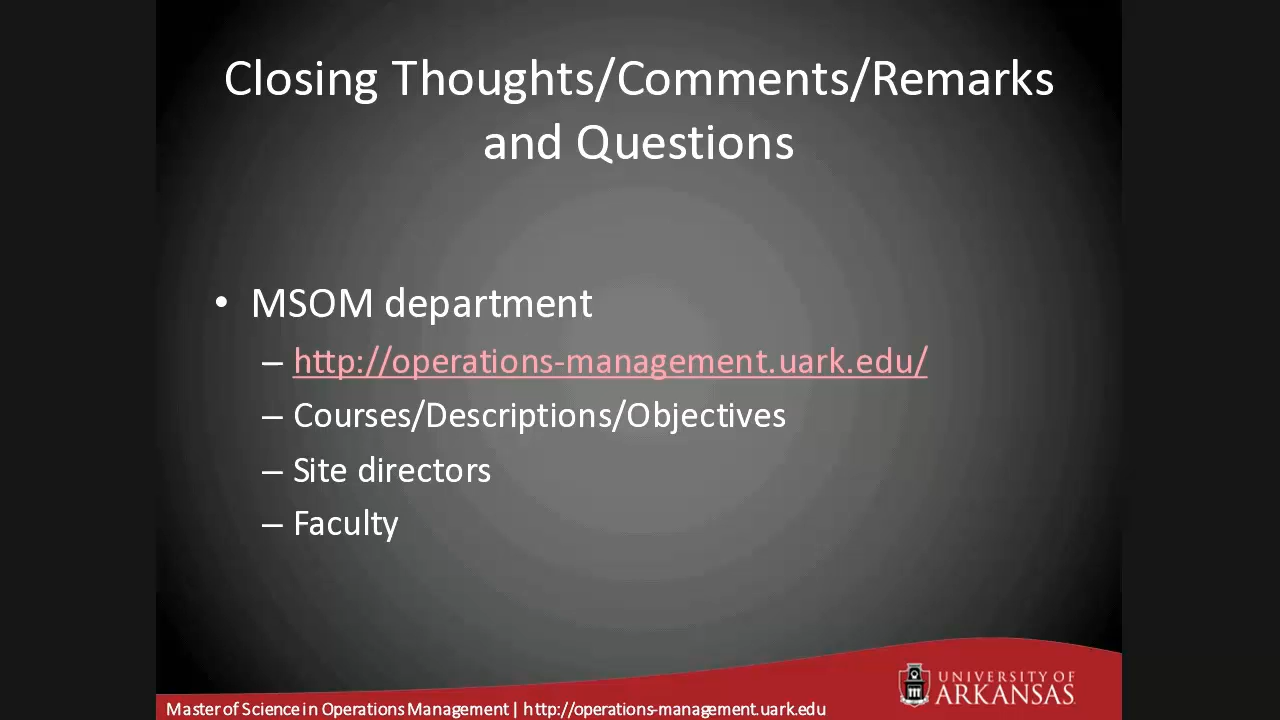 Closing Thoughts/Comments/Remarks
and Questions
• MSOM department
– http://operations-management.uark.edu/
– Courses/Descriptions/Objectives
– Site directors
– Faculty
UNIVERSITY OF
ARKANSAS
Master of Science in Operations Management | http://operations-management.uark.edu